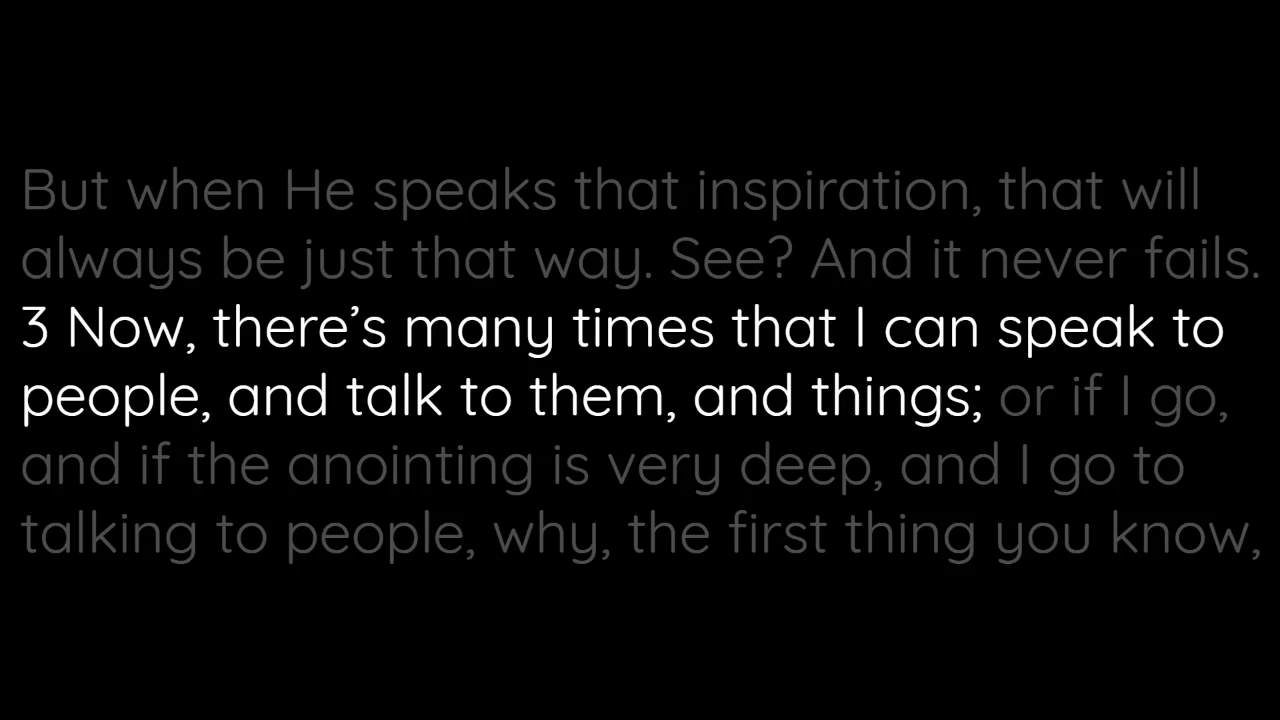 But when He speaks that inspiration, that will
always be just that way. See? And it never fails.
3 Now, there’s many times that I can speak to
people, and talk to them, and things; or if I go,
and if the anointing is very deep, and I go to
talking to people, why, the first thing you know,